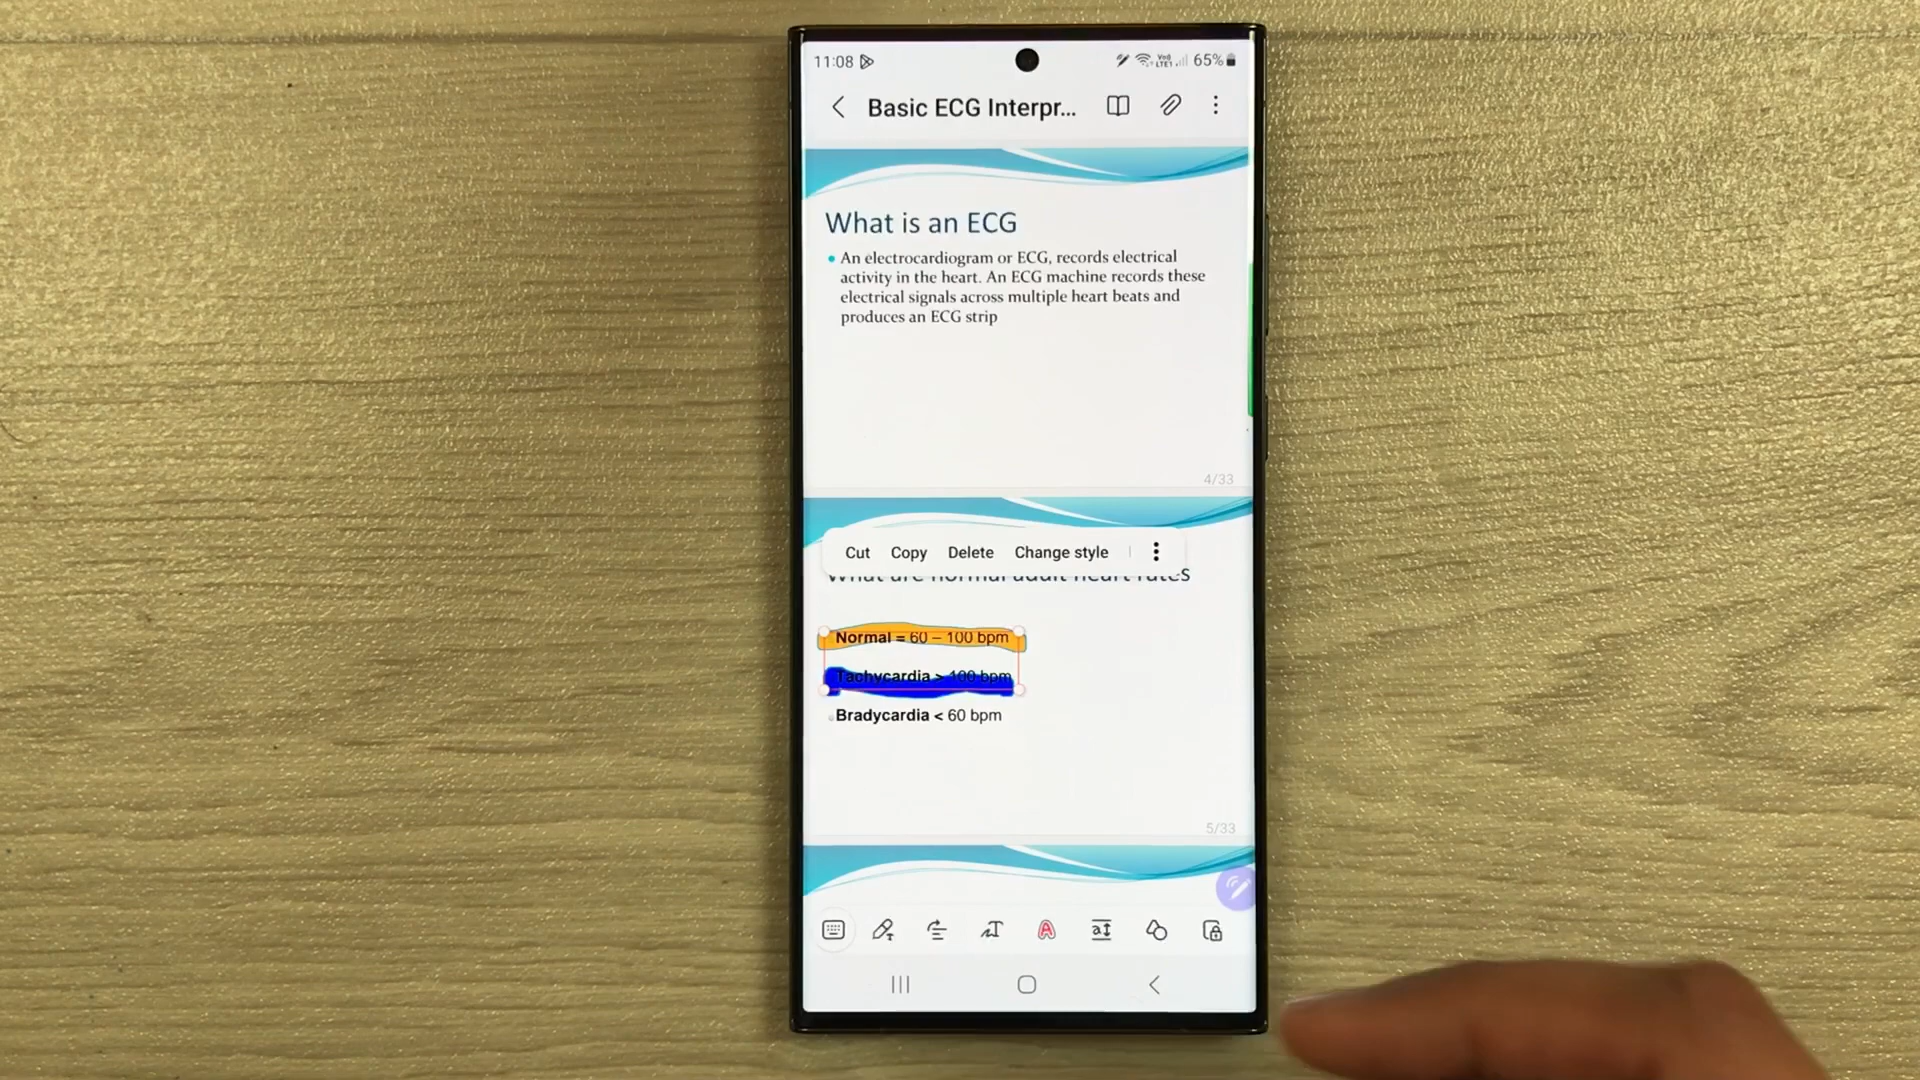 11:08 65%
Basic ECG Interpr...
What is an ECG
An electrocardiogram or ECG, records electrical
activity in the heart. An ECG machine records these
electrical signals across multiple heart beats and
produces an ECG strip
4/33
Cut Copy Delete Change style
What are normal adult heart rates
Normal = 60 – 100 bpm
Tachycardia > 100 bpm
Bradycardia < 60 bpm
5/33